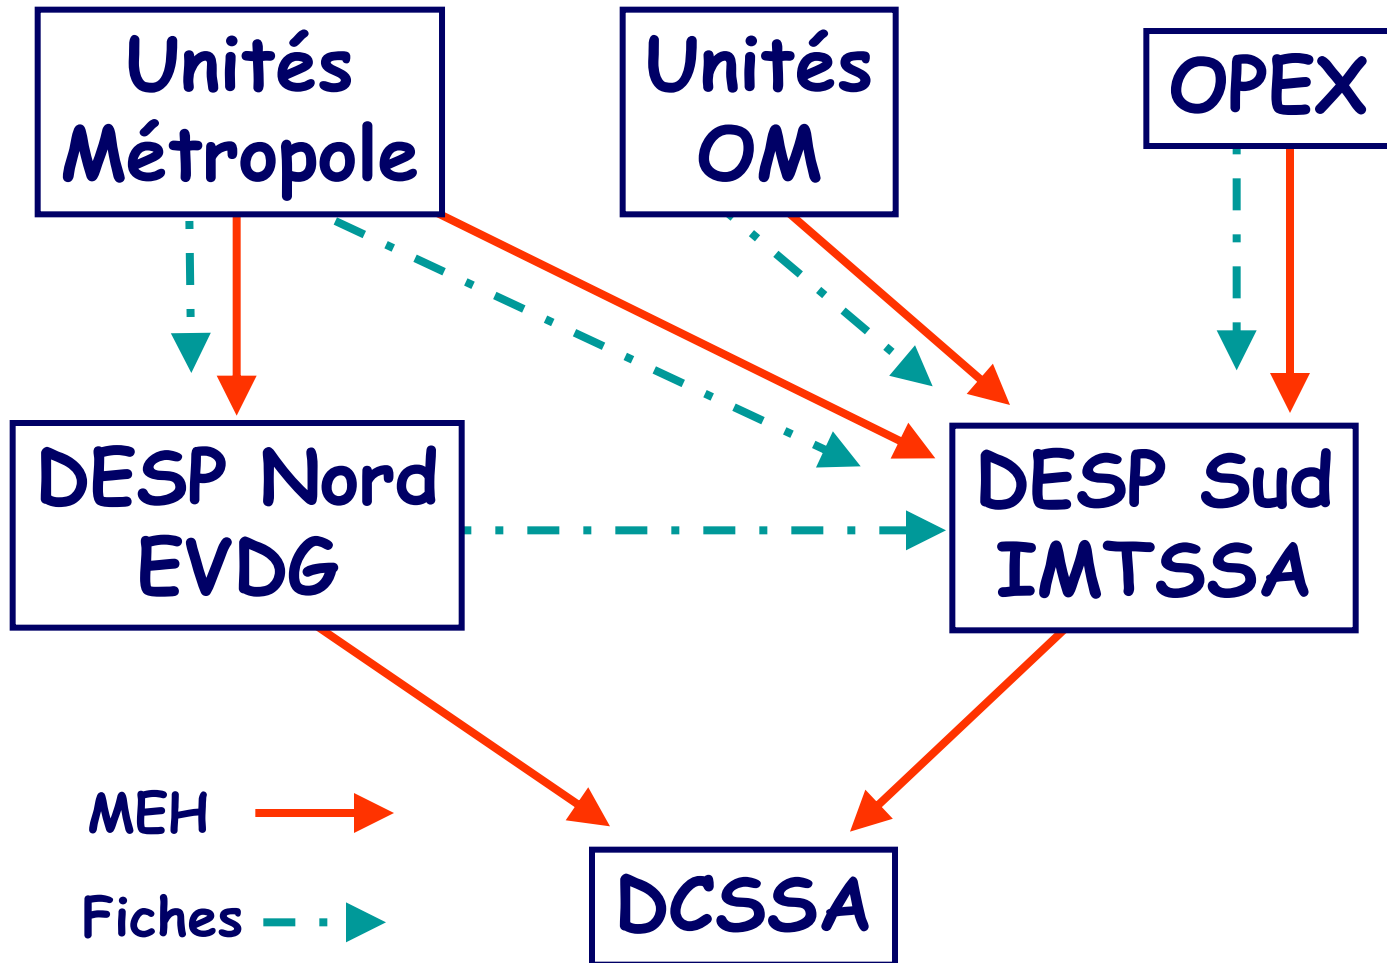 Unités
Métropole
Unités
OM
OPEX
DESP Nord
EVDG
DESP Sud
IMTSSA
MEH
Fiches
DCSSA